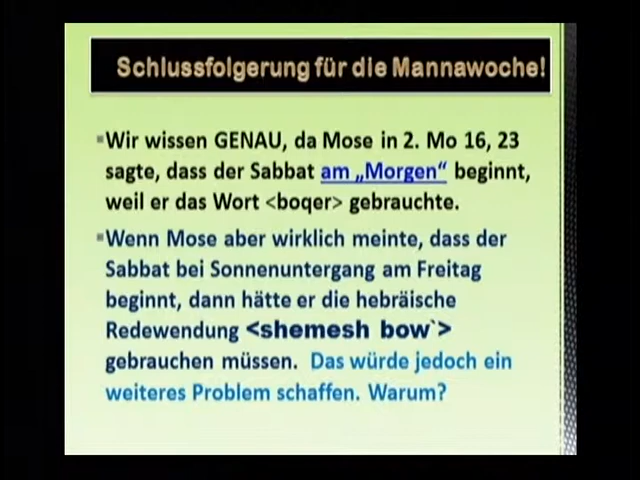 Schlussfolgerung für die Mannawoche!
Wir wissen GENAU, da Mose in 2. Mo 16, 23
sagte, dass der Sabbat am „Morgen“ beginnt,
weil er das Wort <boqer> gebrauchte.
Wenn Mose aber wirklich meinte, dass der
Sabbat bei Sonnenuntergang am Freitag
beginnt, dann hätte er die hebräische
Redewendung <shemesh bow`>
gebrauchen müssen. Das würde jedoch ein
weiteres Problem schaffen. Warum?